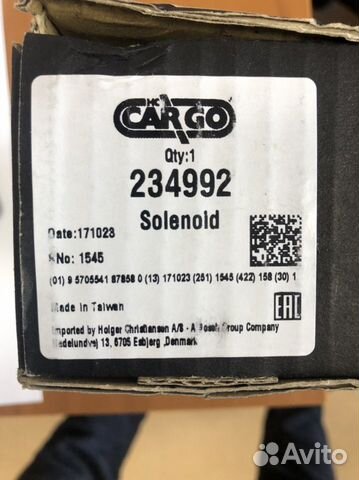 HC
CARGO
Qty:1
234992
Solenoid
Date:171023
SNo: 1545
(01) 9 5705541 87858 0 (13) 171023 (251) 1545 (422) 158 (30) 1
Made in Taiwan
EAC
Imported by Holger Christiansen A/S - A Bosch Group Company
Hedelundvej 13, 6705 Esbjerg ,Denmark
Avito